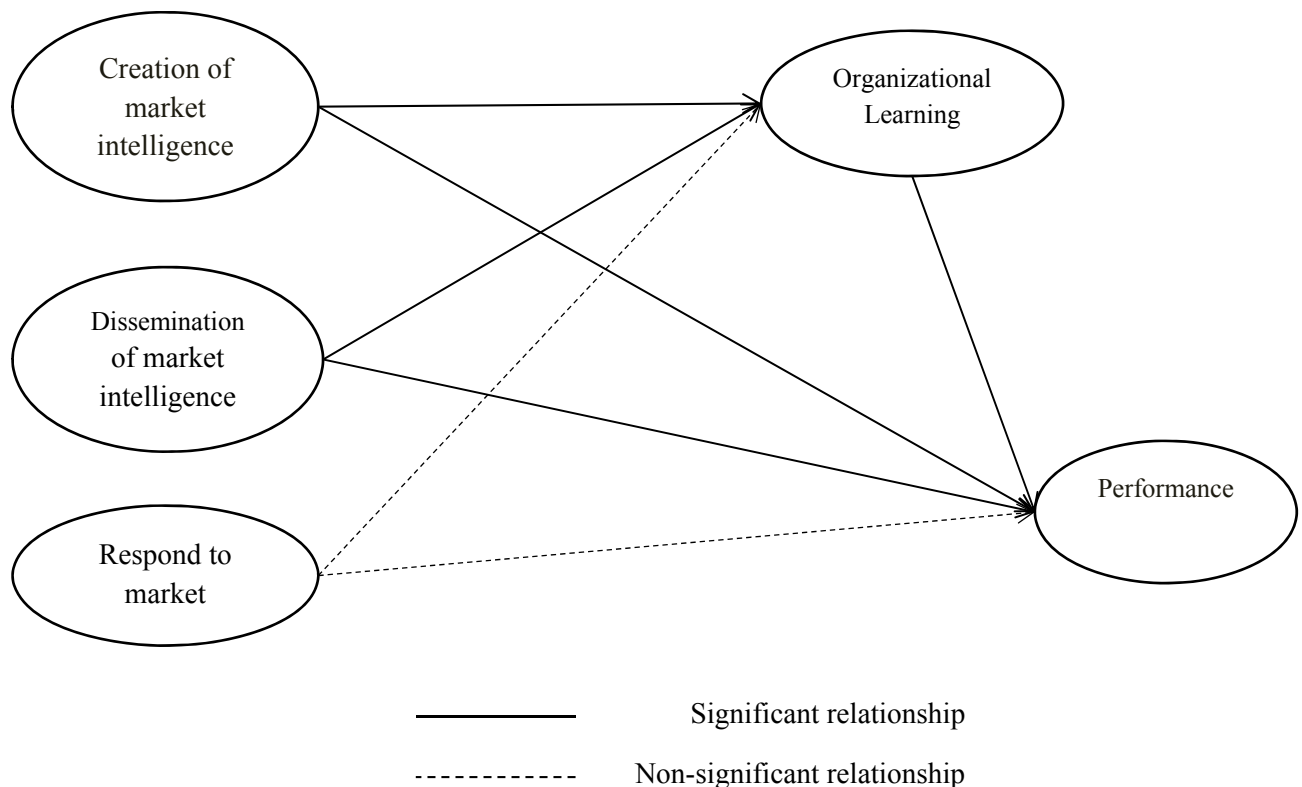 Creation of
market
intelligence
Organizational
Learning
Dissemination
of market
intelligence
Performance
Respond to
market
Significant relationship
Non-significant relationship